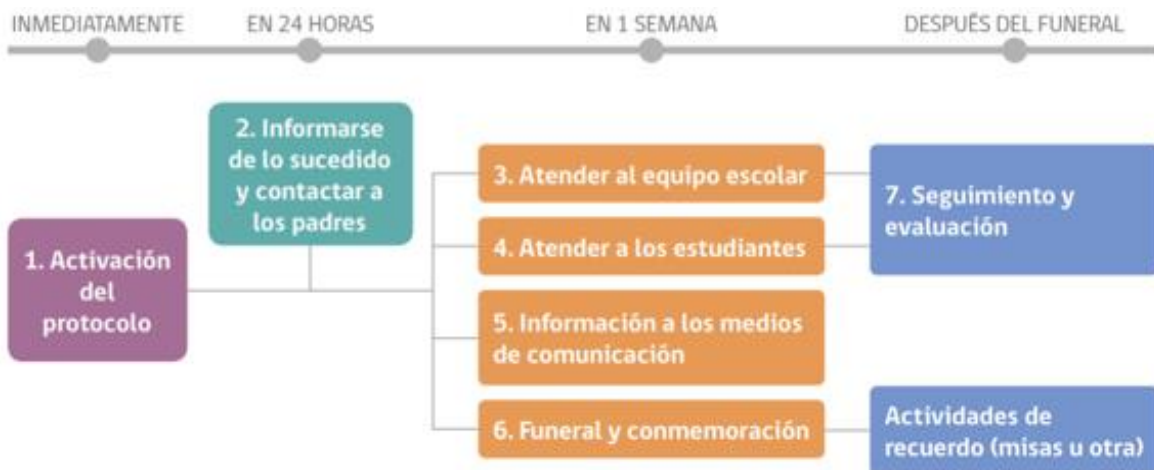 INMEDIATAMENTE
EN 24 HORAS
EN 1 SEMANA
DESPUÉS DEL FUNERAL
1. Activación
del
protocolo
2. Informarse
de lo sucedido
y contactar a
los padres
3. Atender al equipo escolar
4. Atender a los estudiantes
5. Información a los medios
de comunicación
6. Funeral y conmemoración
7. Seguimiento y
evaluación
Actividades de
recuerdo (misas u otra)